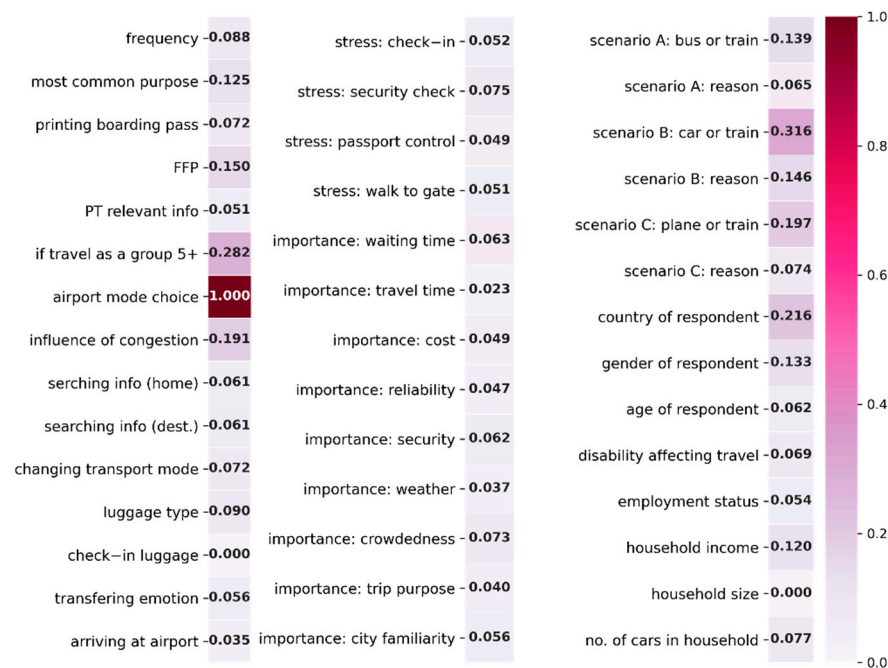 frequency 0.088
most common purpose 0.125
printing boarding pass 0.072
FFP 0.150
PT relevant info 0.051
if travel as a group 5+ 0.282
airport mode choice 1.000
influence of congestion 0.191
serching info (home) 0.061
searching info (dest.) 0.061
changing transport mode 0.072
luggage type 0.090
check−in luggage 0.000
transfering emotion 0.056
arriving at airport 0.035
stress: check−in 0.052
stress: security check 0.075
stress: passport control 0.049
stress: walk to gate 0.051
importance: waiting time 0.063
importance: travel time 0.023
importance: cost 0.049
importance: reliability 0.047
importance: security 0.062
importance: weather 0.037
importance: crowdedness 0.073
importance: trip purpose 0.040
importance: city familiarity 0.056
scenario A: bus or train 0.139
scenario A: reason 0.065
scenario B: car or train 0.316
scenario B: reason 0.146
scenario C: plane or train 0.197
scenario C: reason 0.074
country of respondent 0.216
gender of respondent 0.133
age of respondent 0.062
disability affecting travel 0.069
employment status 0.054
household income 0.120
household size 0.000
no. of cars in household 0.077
1.0
0.8
0.6
0.4
0.2
0.0